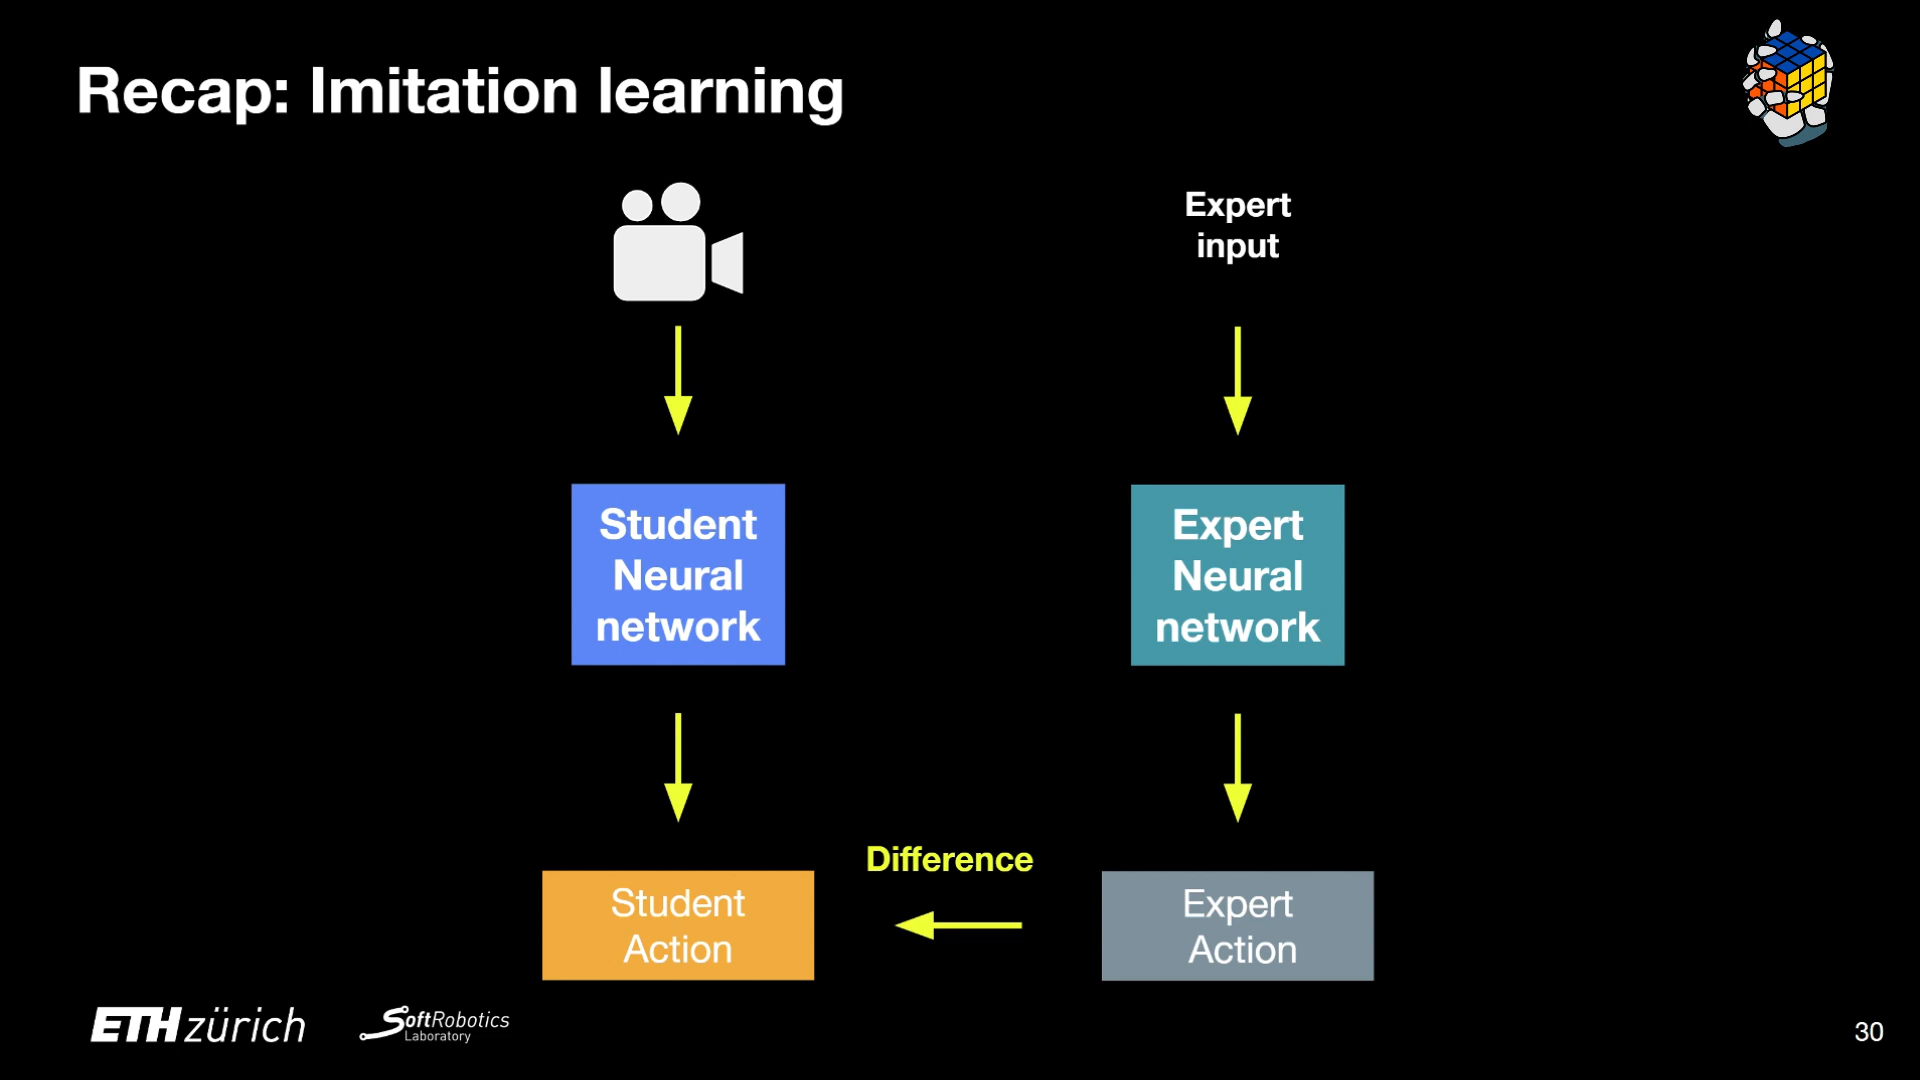 Recap: Imitation learning
Expert
input
Student
Neural
network
Expert
Neural
network
Difference
Student
Action
Expert
Action
ETH zürich
SoftRobotics
Laboratory
30